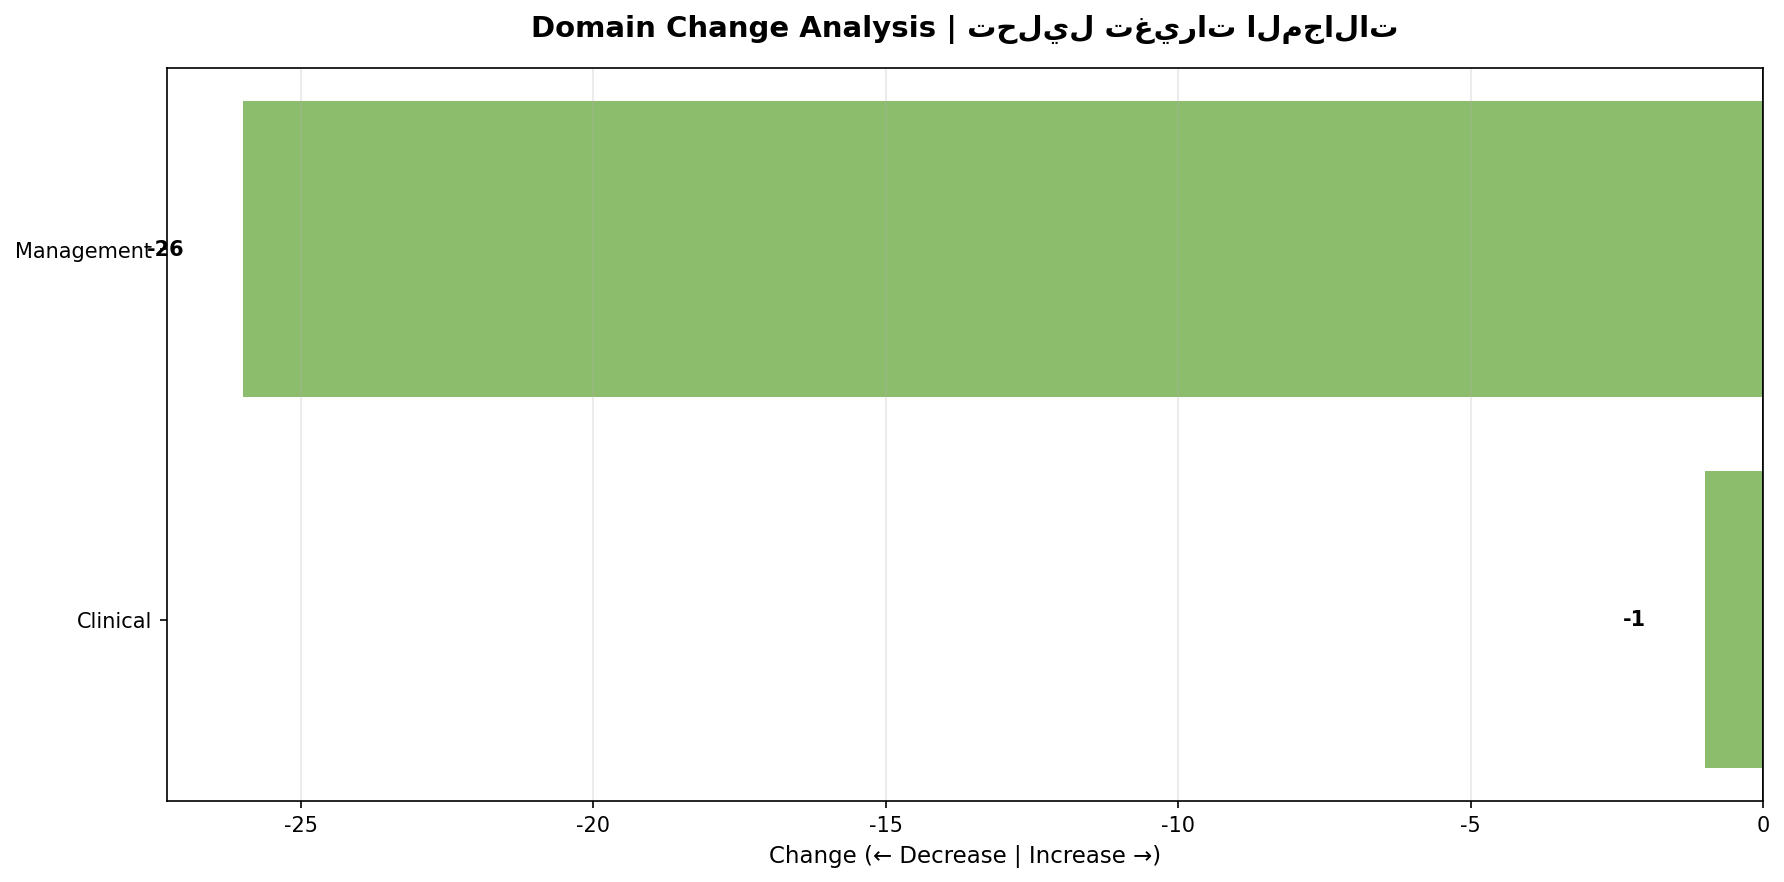 Domain Change Analysis | تحليل تغيرات المجالات
Management
-26
Clinical
-1
-25
-20
-15
-10
-5
0
Change (← Decrease | Increase →)